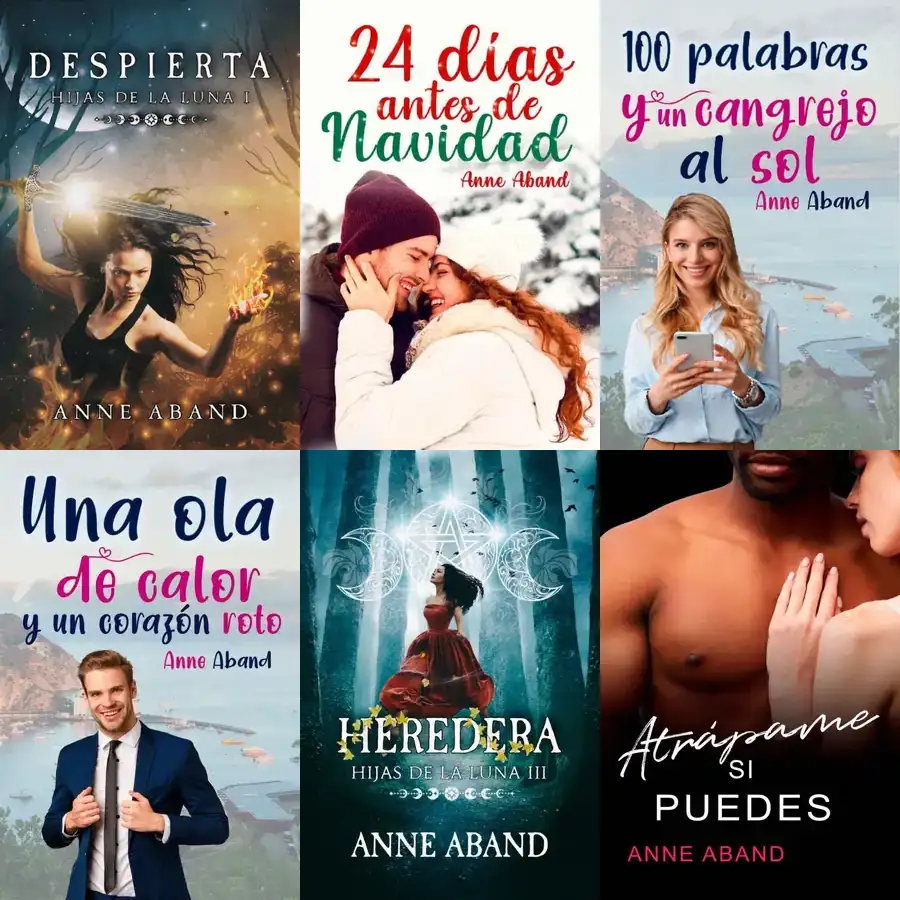 DESPIERTA
HIJAS DE LA LUNA I
ANNE ABAND
24 días
antes de
Navidad
Anne Aband
100 palabras
y un cangrejo
al sol
Anne Aband
Una ola
de calor
y un corazón roto
Anne Aband
HEREDERA
HIJAS DE LA LUNA III
ANNE ABAND
Atrápame
SI
PUEDES
ANNE ABAND